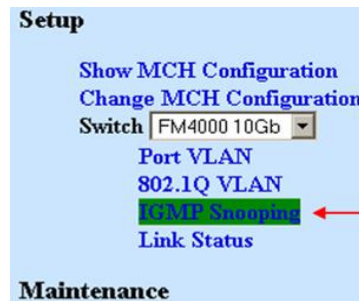 Setup
Show MCH Configuration
Change MCH Configuration
Switch FM4000 10Gb
Port VLAN
802.1Q VLAN
IGMP Snooping
Link Status
Maintenance